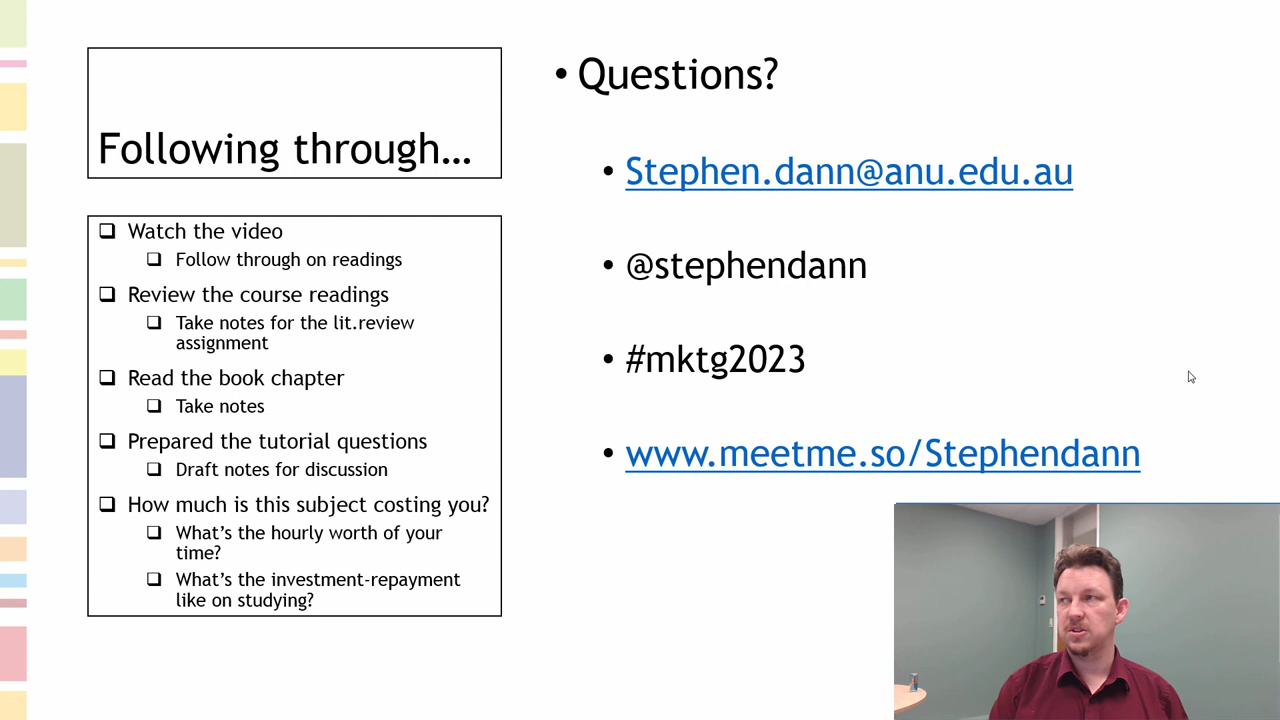 Following through…
Watch the video
Follow through on readings
Review the course readings
Take notes for the lit.review
assignment
Read the book chapter
Take notes
Prepared the tutorial questions
Draft notes for discussion
How much is this subject costing you?
What’s the hourly worth of your
time?
What’s the investment-repayment
like on studying?
• Questions?
• Stephen.dann@anu.edu.au
• @stephendann
• #mktg2023
• www.meetme.so/Stephendann